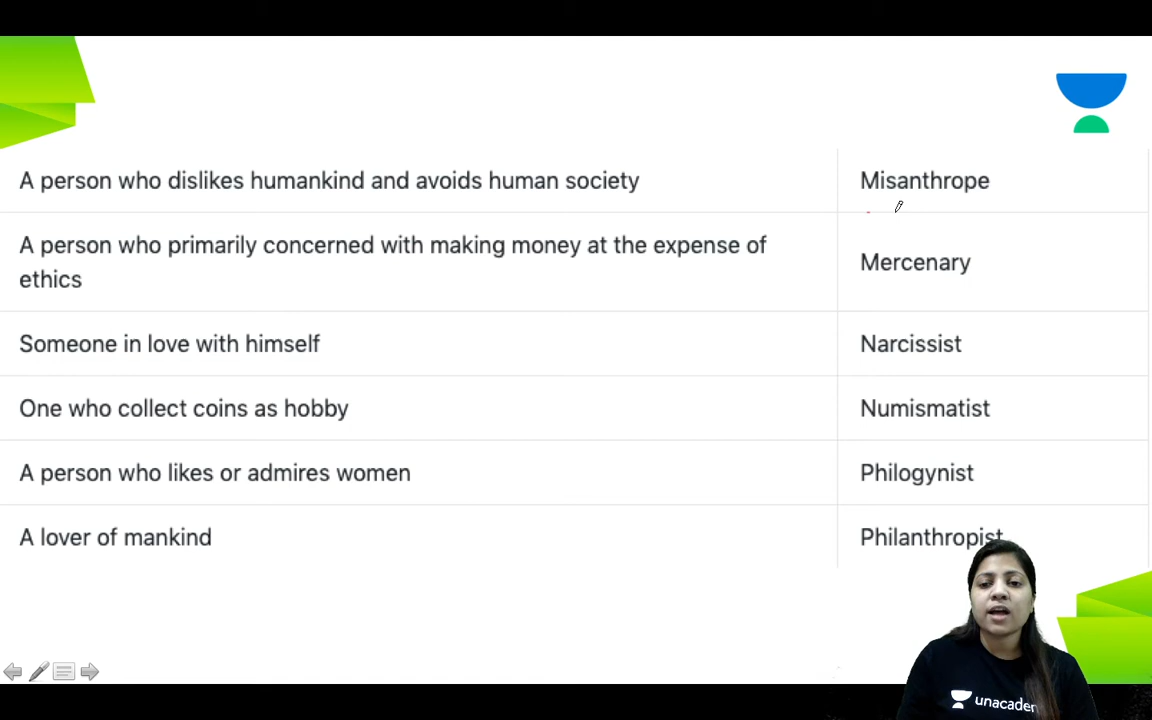 A person who dislikes humankind and avoids human society
Misanthrope
A person who primarily concerned with making money at the expense of
ethics
Mercenary
Someone in love with himself
Narcissist
One who collect coins as hobby
Numismatist
A person who likes or admires women
Philogynist
A lover of mankind
Philanthropist